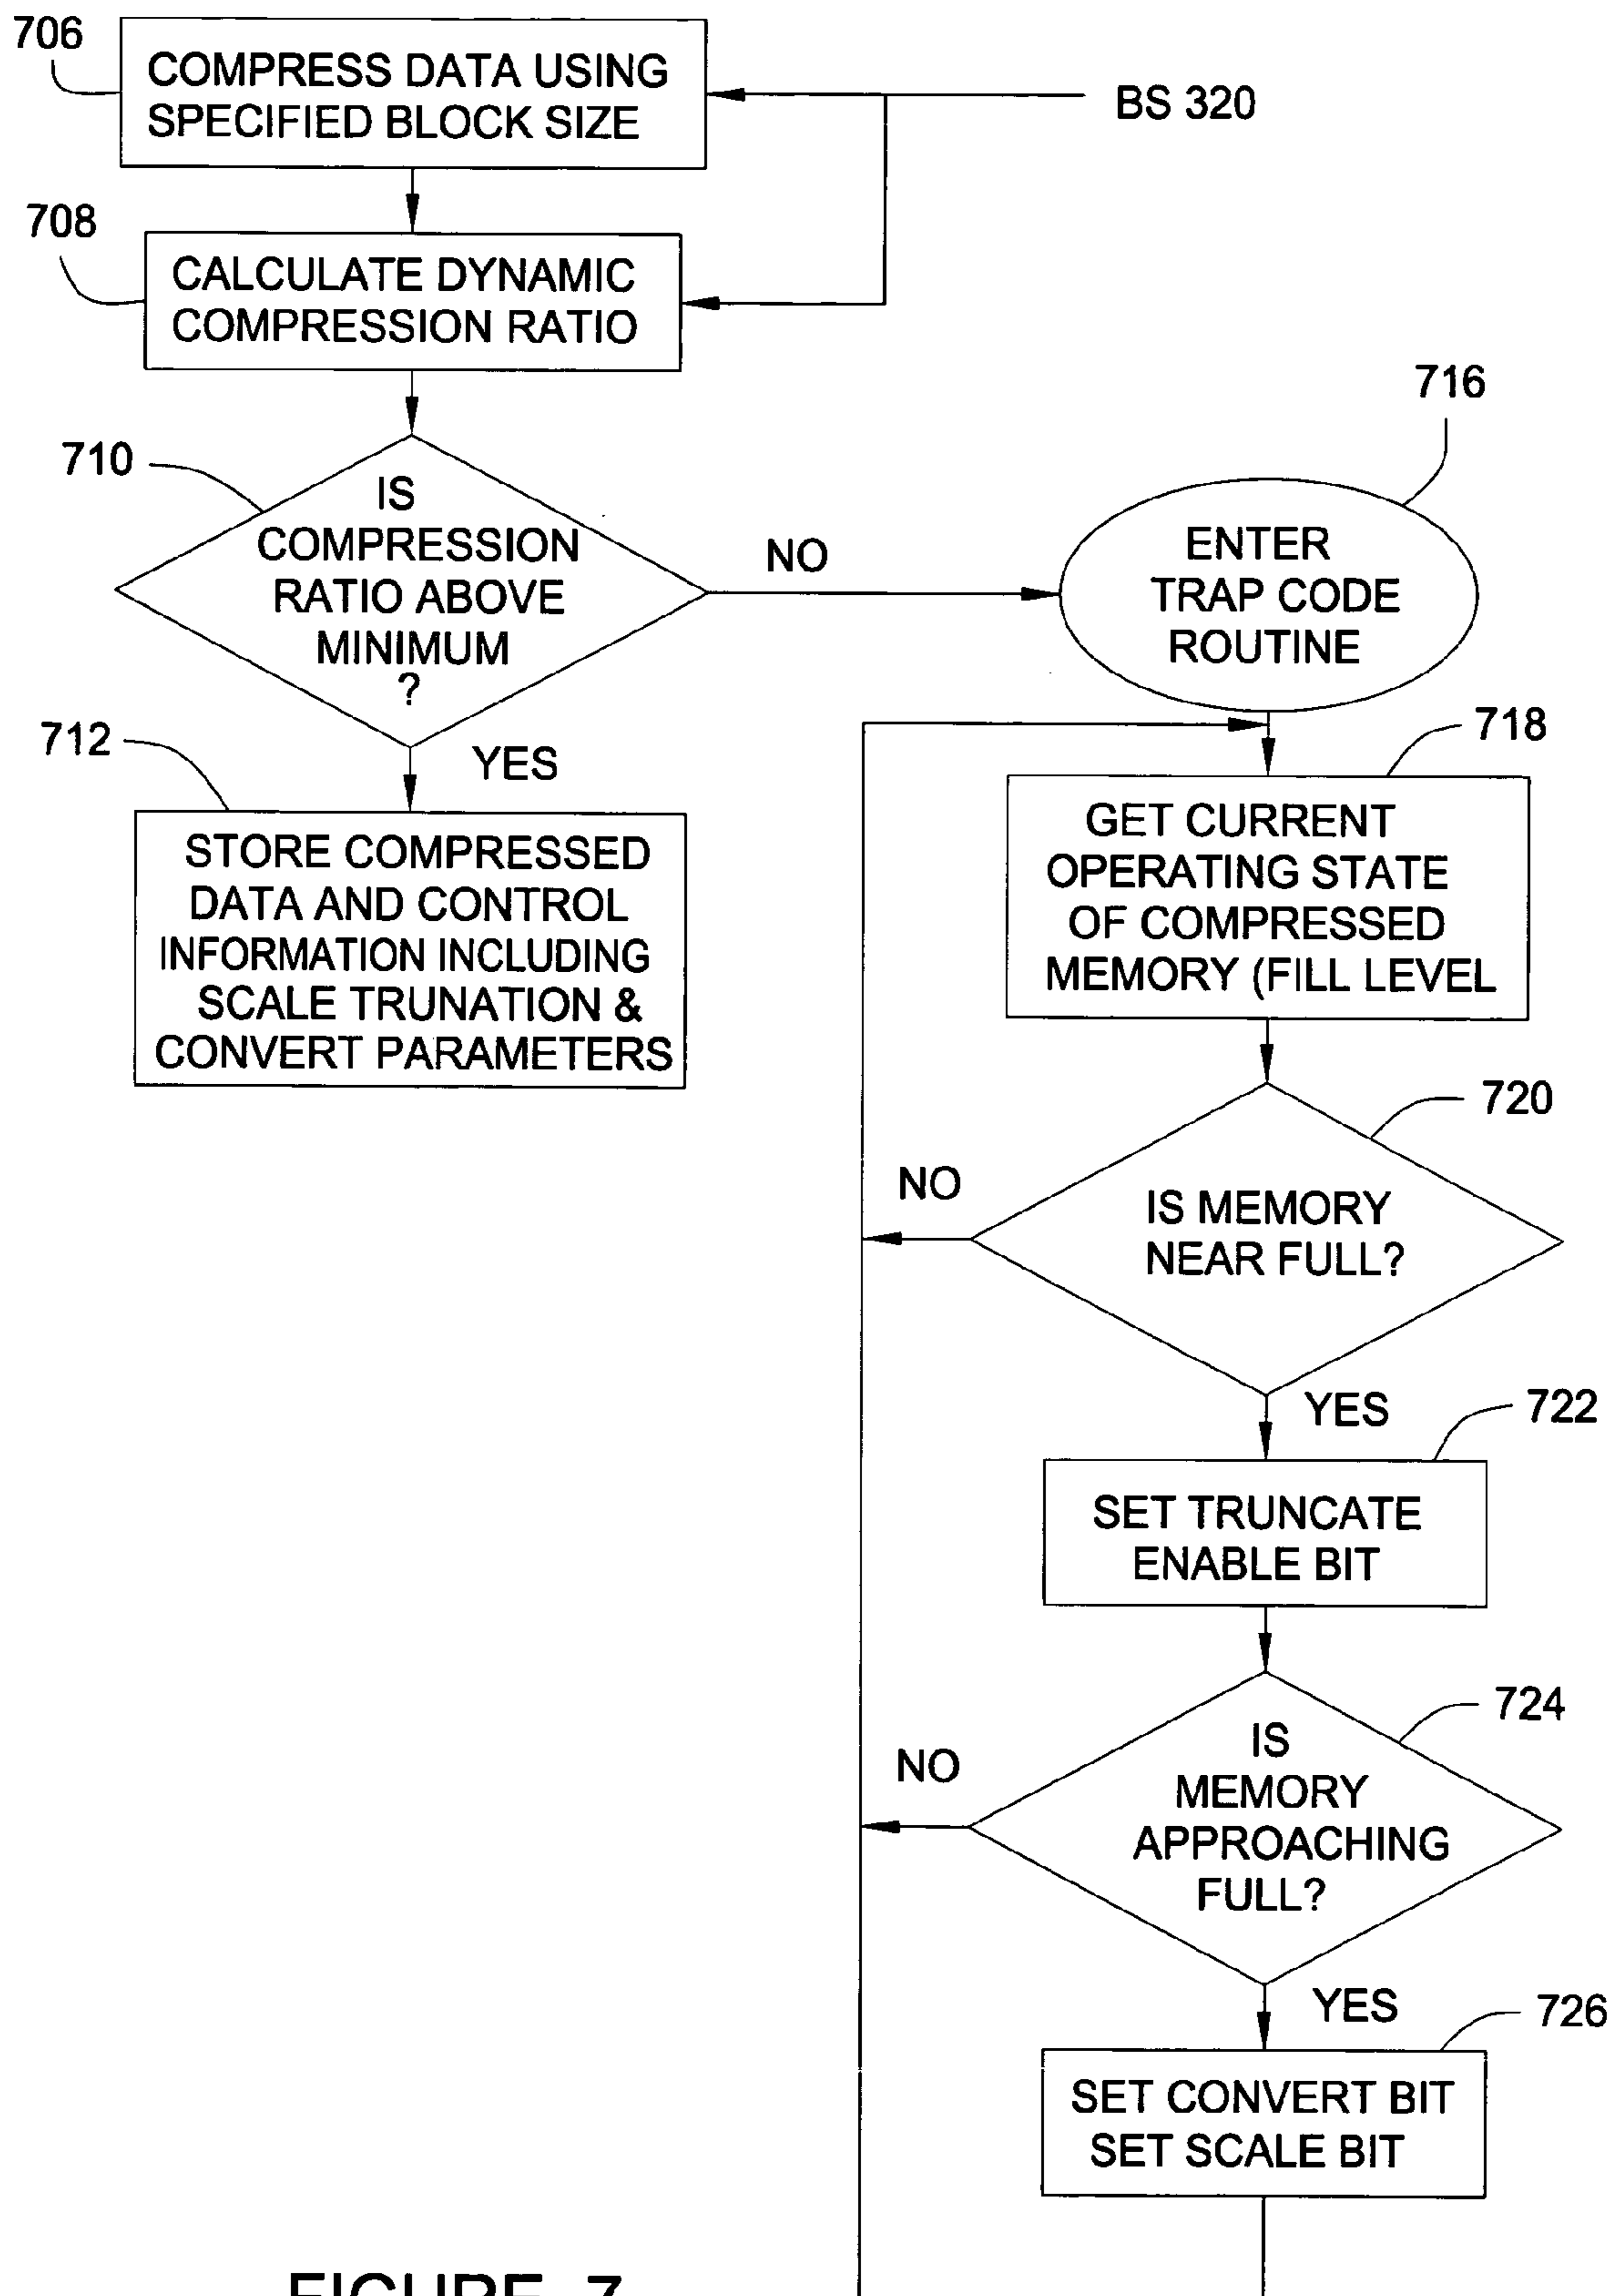 706
COMPRESS DATA USING
SPECIFIED BLOCK SIZE
BS 320
708
CALCULATE DYNAMIC
COMPRESSION RATIO
710
IS
COMPRESSION
RATIO ABOVE
MINIMUM
?
NO
YES
712
STORE COMPRESSED
DATA AND CONTROL
INFORMATION INCLUDING
SCALE TRUNATION &
CONVERT PARAMETERS
716
ENTER
TRAP CODE
ROUTINE
718
GET CURRENT
OPERATING STATE
OF COMPRESSED
MEMORY (FILL LEVEL
720
IS MEMORY
NEAR FULL?
NO
YES
722
SET TRUNCATE
ENABLE BIT
724
IS
MEMORY
APPROACHING
FULL?
NO
YES
726
SET CONVERT BIT
SET SCALE BIT
FIGURE 7